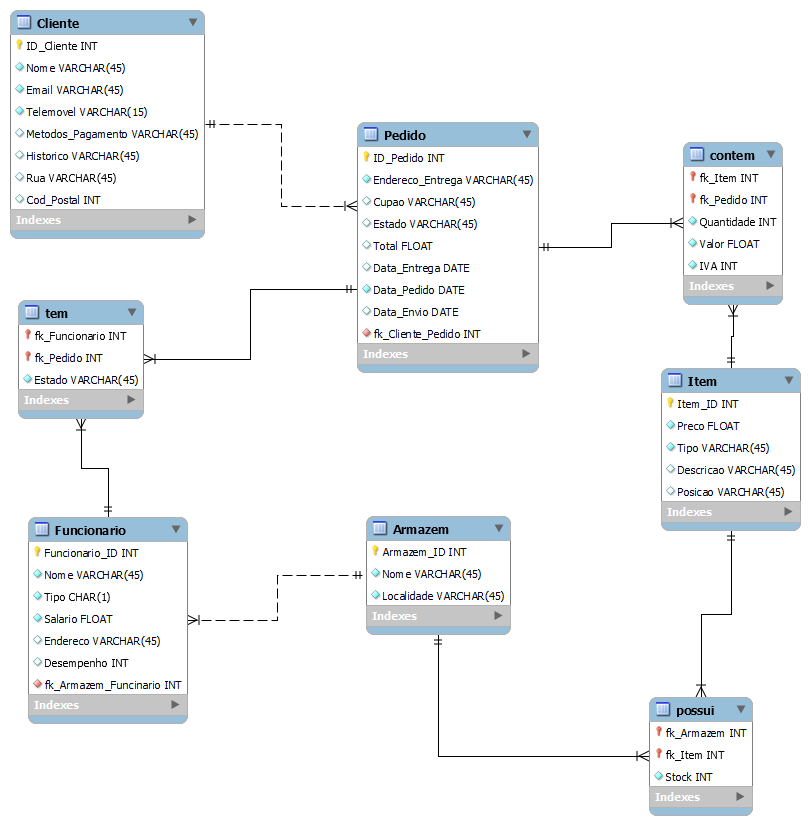 Cliente
ID_Cliente INT
Nome VARCHAR(45)
Email VARCHAR(45)
Telemovel VARCHAR(15)
Metodos_Pagamento VARCHAR(45)
Historico VARCHAR(45)
Rua VARCHAR(45)
Cod_Postal INT
Indexes
Pedido
ID_Pedido INT
Endereco_Entrega VARCHAR(45)
Cupao VARCHAR(45)
Estado VARCHAR(45)
Total FLOAT
Data_Entrega DATE
Data_Pedido DATE
Data_Envio DATE
fk_Cliente_Pedido INT
Indexes
contem
fk_Item INT
fk_Pedido INT
Quantidade INT
Valor FLOAT
IVA INT
Indexes
tem
fk_Funcionario INT
fk_Pedido INT
Estado VARCHAR(45)
Indexes
Item
Item_ID INT
Preco FLOAT
Tipo VARCHAR(45)
Descricao VARCHAR(45)
Posicao VARCHAR(45)
Indexes
Funcionario
Funcionario_ID INT
Nome VARCHAR(45)
Tipo CHAR(1)
Salario FLOAT
Endereco VARCHAR(45)
Desempenho INT
fk_Armazem_Funcinario INT
Indexes
Armazem
Armazem_ID INT
Nome VARCHAR(45)
Localidade VARCHAR(45)
Indexes
possui
fk_Armazem INT
fk_Item INT
Stock INT
Indexes